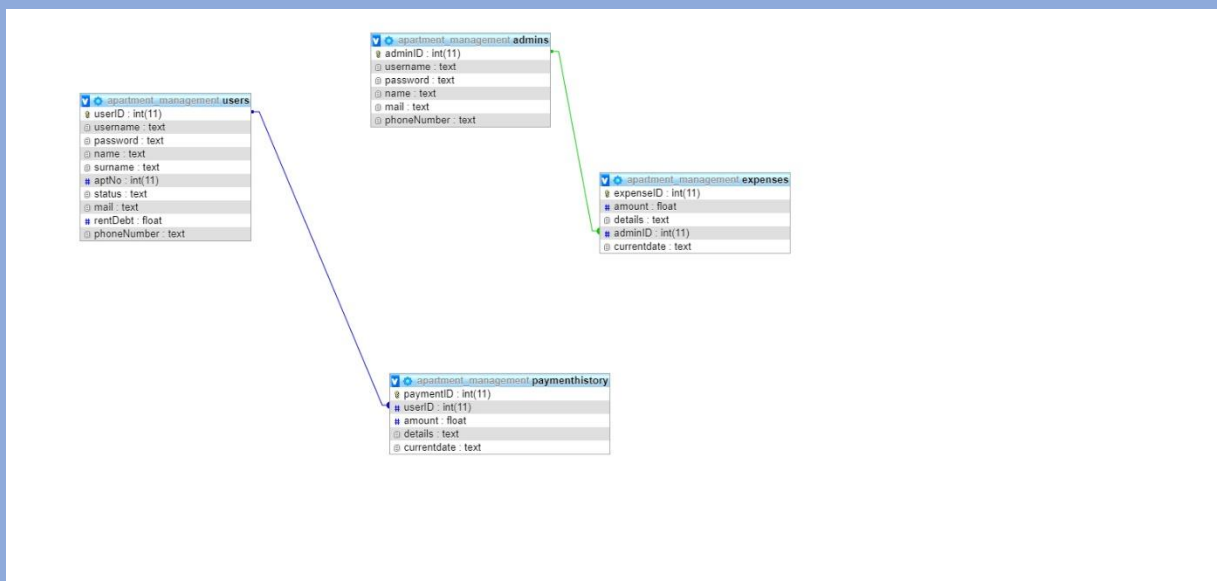 apartment_management admins
adminID : int(11)
username : text
password : text
name : text
mail : text
phoneNumber : text
apartment_management users
userID : int(11)
username : text
password : text
name : text
surname : text
# aptNo : int(11)
status : text
mail : text
# rentDebt : float
phoneNumber : text
apartment_management expenses
expenseID : int(11)
# amount : float
details : text
# adminID : int(11)
currentdate : text
apartment_management paymenthistory
paymentID : int(11)
# userID : int(11)
# amount : float
details : text
currentdate : text